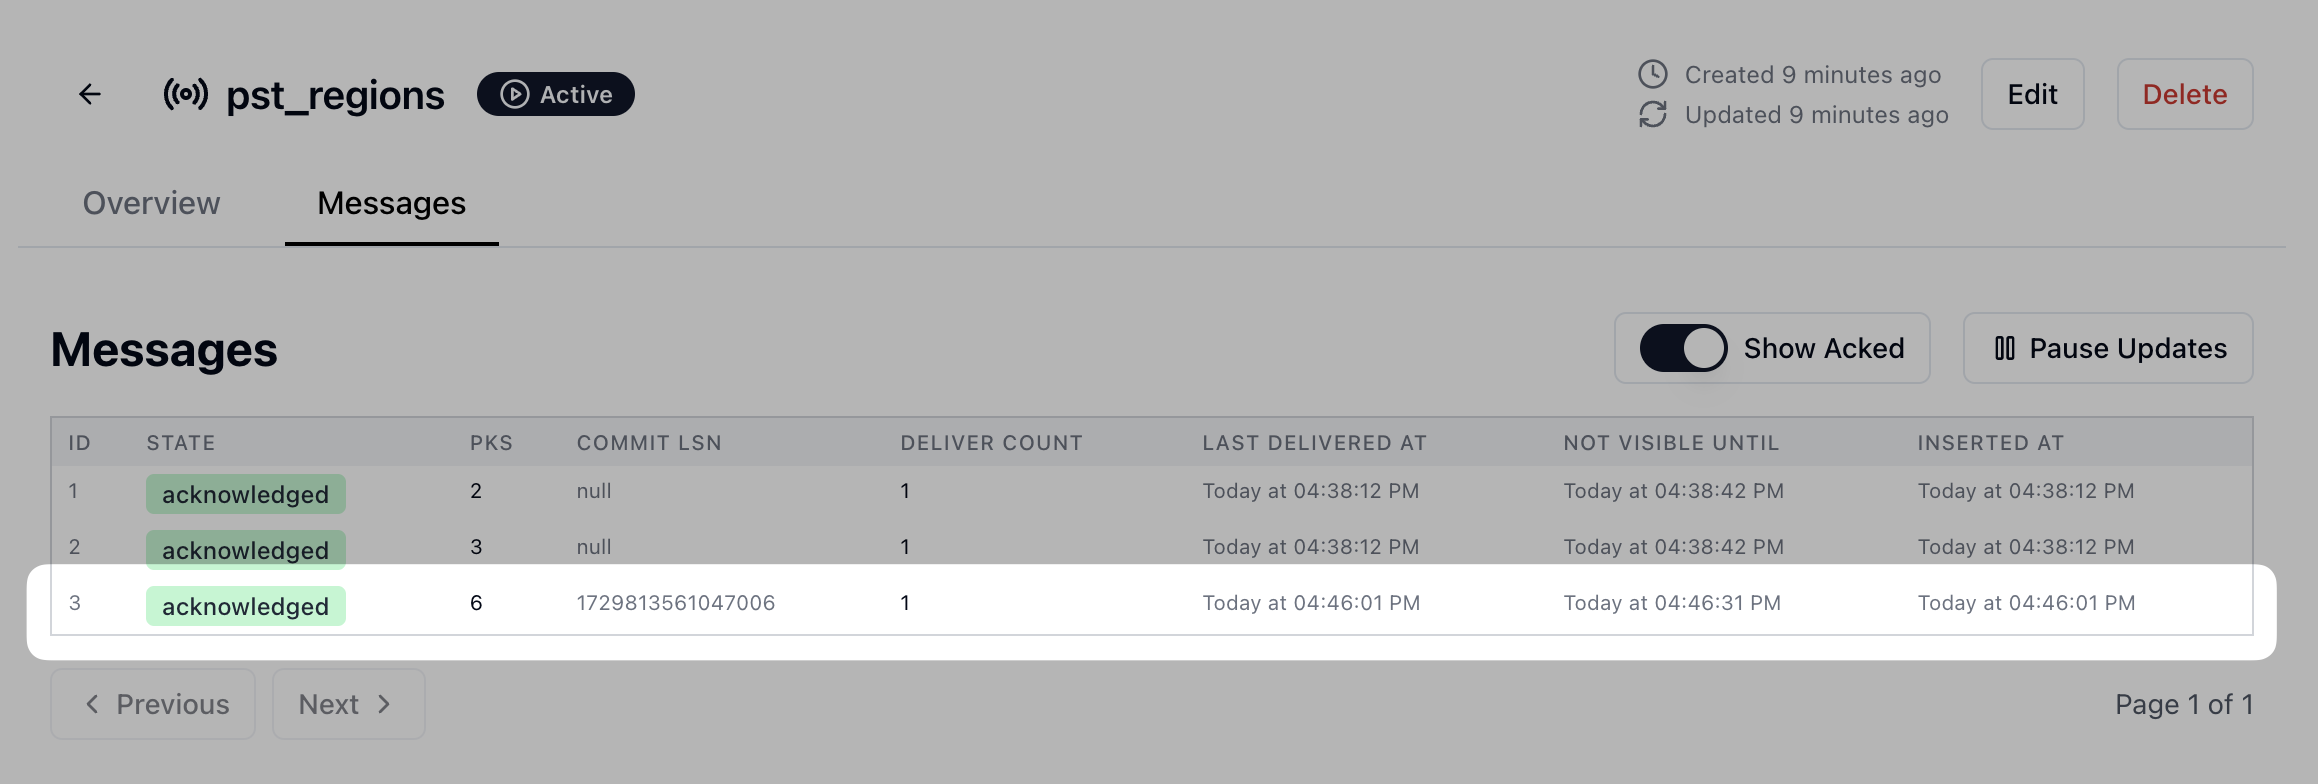 pst_regions
Active
Created 9 minutes ago
Updated 9 minutes ago
Edit
Delete
Overview
Messages
Messages
Show Acked
Pause Updates
ID STATE PKS COMMIT LSN DELIVER COUNT LAST DELIVERED AT NOT VISIBLE UNTIL INSERTED AT
1 acknowledged 2 null 1 Today at 04:38:12 PM Today at 04:38:42 PM Today at 04:38:12 PM
2 acknowledged 3 null 1 Today at 04:38:12 PM Today at 04:38:42 PM Today at 04:38:12 PM
3 acknowledged 6 1729813561047006 1 Today at 04:46:01 PM Today at 04:46:31 PM Today at 04:46:01 PM
Previous
Next
Page 1 of 1